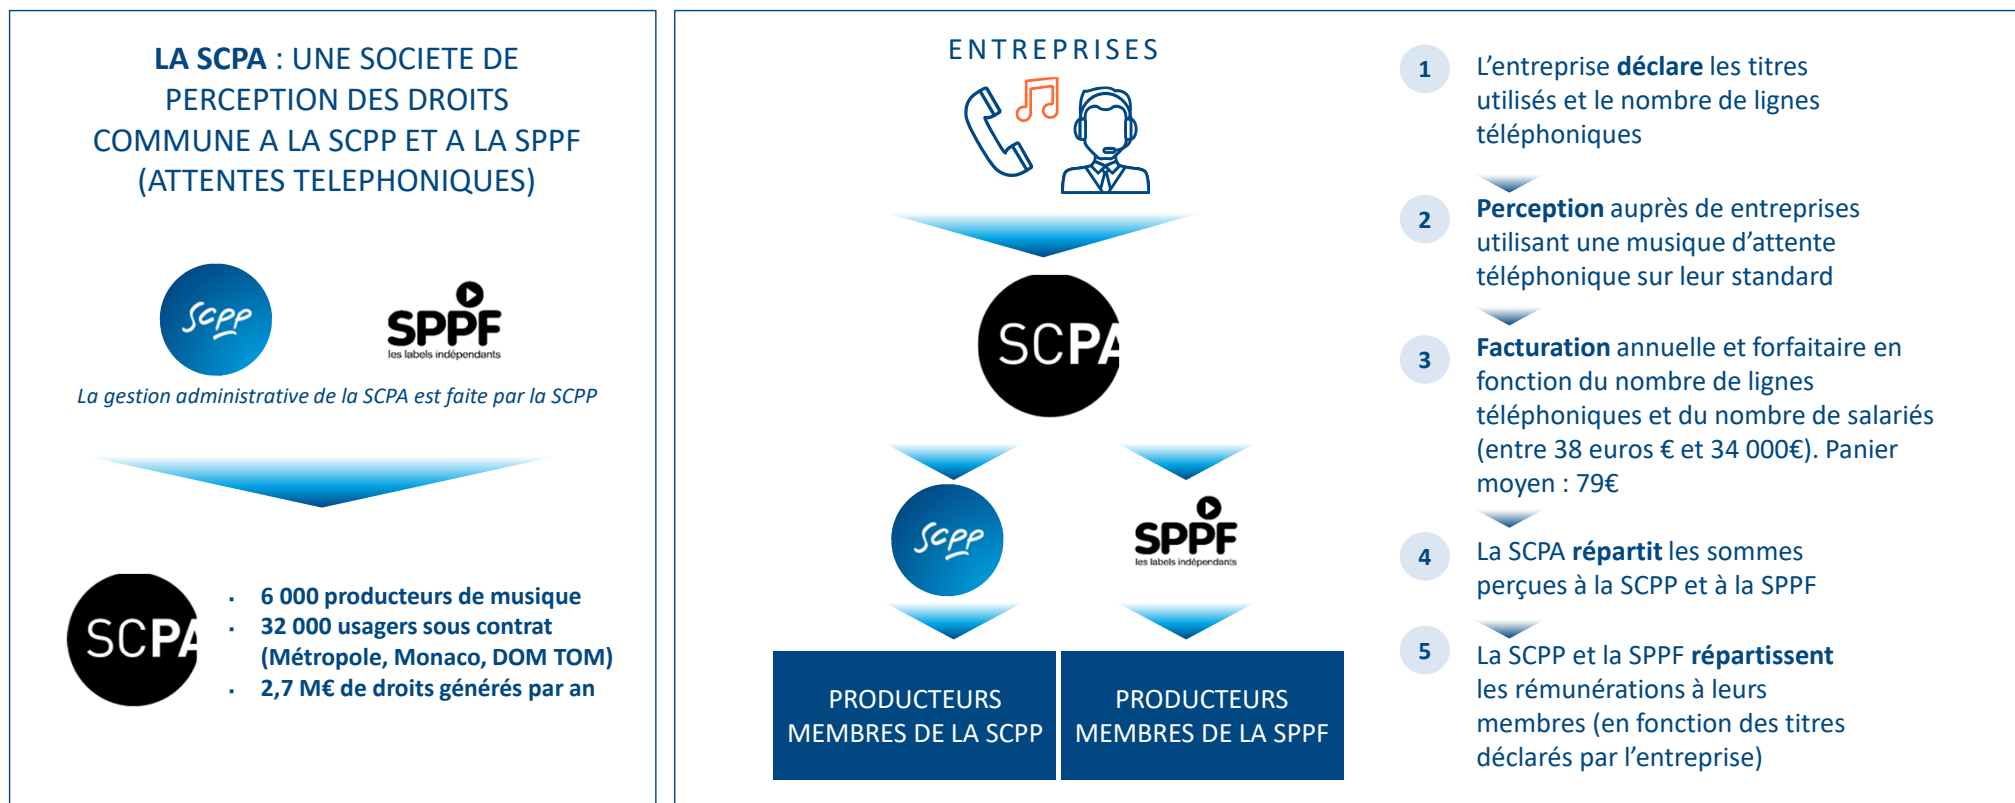 LA SCPA : UNE SOCIETE DE
PERCEPTION DES DROITS
COMMUNE A LA SCPP ET A LA SPPF
(ATTENTES TELEPHONIQUES)
scpp
SPPF
les labels indépendants
La gestion administrative de la SCPA est faite par la SCPP
SCPA
▪ 6 000 producteurs de musique
▪ 32 000 usagers sous contrat
(Métropole, Monaco, DOM TOM)
▪ 2,7 M€ de droits générés par an
ENTREPRISES
SCPA
scpp
SPPF
les labels indépendants
PRODUCTEURS
MEMBRES DE LA SCPP
PRODUCTEURS
MEMBRES DE LA SPPF
1 L'entreprise déclare les titres
utilisés et le nombre de lignes
téléphoniques
2 Perception auprès de entreprises
utilisant une musique d'attente
téléphonique sur leur standard
3 Facturation annuelle et forfaitaire en
fonction du nombre de lignes
téléphoniques et du nombre de salariés
(entre 38 euros € et 34 000€). Panier
moyen : 79€
4 La SCPA répartit les sommes
perçues à la SCPP et à la SPPF
5 La SCPP et la SPPF répartissent
les rémunérations à leurs
membres (en fonction des titres
déclarés par l'entreprise)